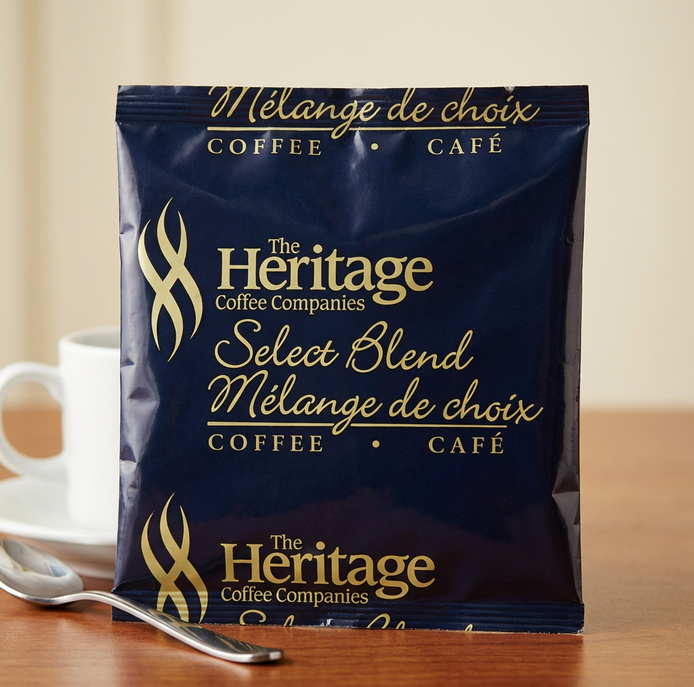 Mélange de choix
COFFEE • CAFÉ
The
Heritage
Coffee Companies
Select Blend
Mélange de choix
COFFEE • CAFÉ
The
Heritage
Coffee Companies